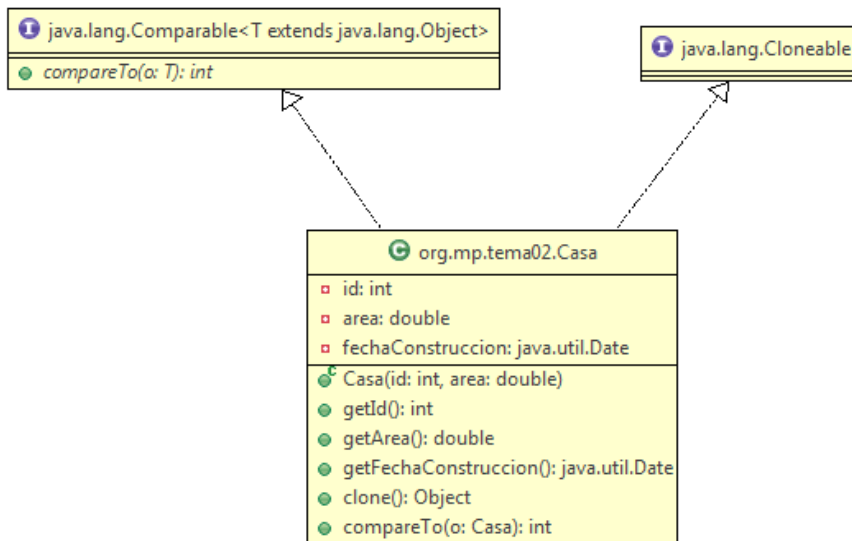 java.lang.Comparable<T extends java.lang.Object>
compareTo(o: T): int
java.lang.Cloneable
org.mp.tema02.Casa
id: int
area: double
fechaConstruccion: java.util.Date
Casa(id: int, area: double)
getId(): int
getArea(): double
getFechaConstruccion(): java.util.Date
clone(): Object
compareTo(o: Casa): int